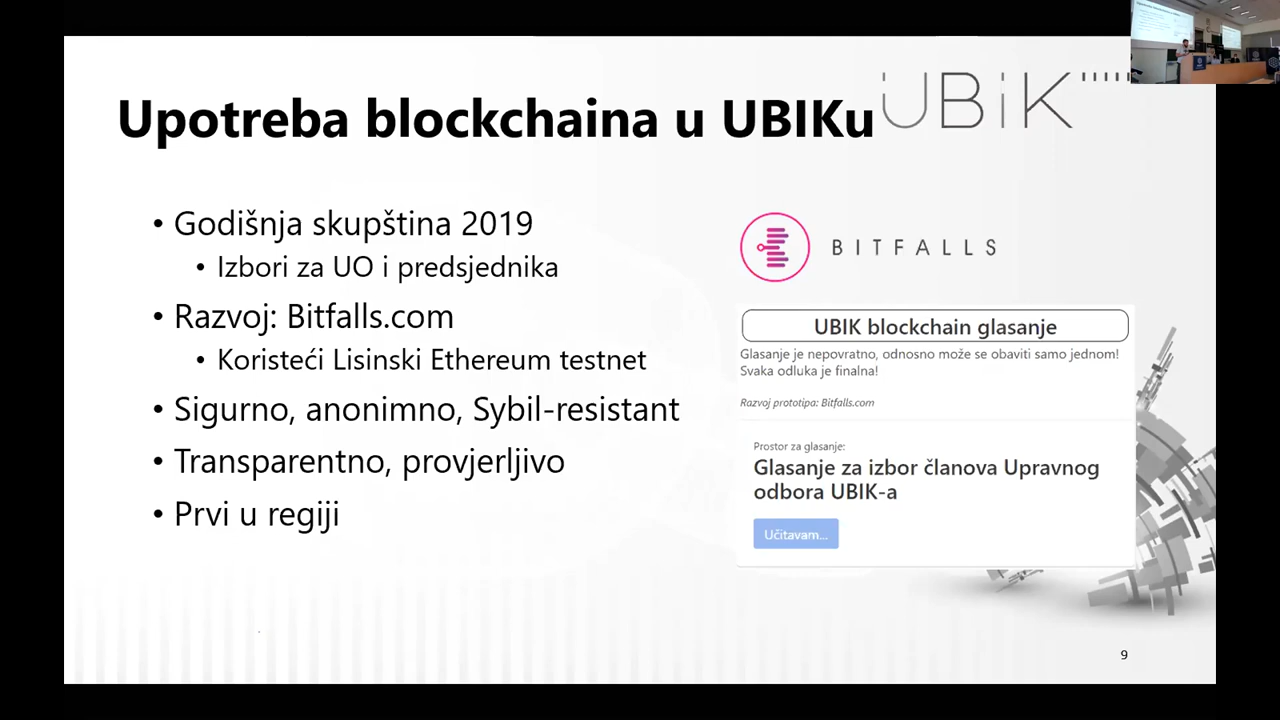 Upotreba blockchaina u UBIKu
UBIK
• Godišnja skupština 2019
• Izbori za UO i predsjednika
• Razvoj: Bitfalls.com
• Koristeći Lisinski Ethereum testnet
• Sigurno, anonimno, Sybil-resistant
• Transparentno, provjerljivo
• Prvi u regiji
BITFALLS
UBIK blockchain glasanje
Glasanje je nepovratno, odnosno može se obaviti samo jednom!
Svaka odluka je finalna!
Razvoj prototipa: Bitfalls.com
Prostor za glasanje:
Glasanje za izbor članova Upravnog
odbora UBIK-a
Učitavam...
9